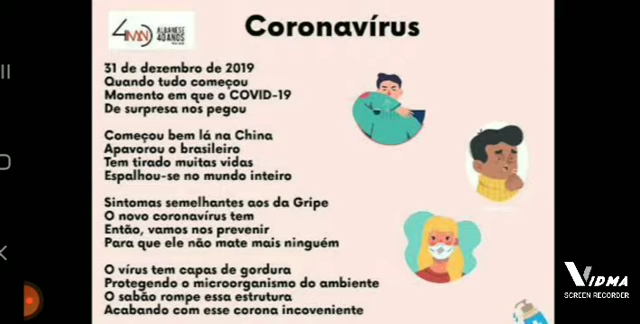 ALBANESE
40 ANOS
Coronavírus
31 de dezembro de 2019
Quando tudo começou
Momento em que o COVID-19
De surpresa nos pegou
Começou bem lá na China
Apavorou o brasileiro
Tem tirado muitas vidas
Espalhou-se no mundo inteiro
Sintomas semelhantes aos da Gripe
O novo coronavírus tem
Então, vamos nos prevenir
Para que ele não mate mais ninguém
O vírus tem capas de gordura
Protegendo o microorganismo do ambiente
O sabão rompe essa estrutura
Acabando com esse corona incoveniente
VIDMA
SCREEN RECORDER